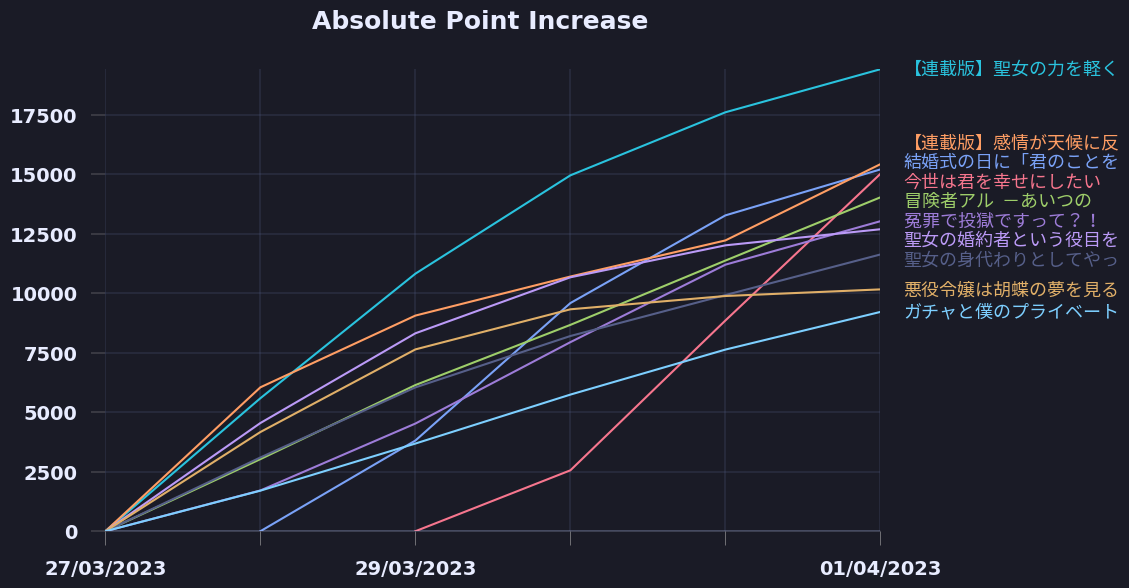 Absolute Point Increase
【連載版】聖女の力を軽く
17500
【連載版】感情が天候に反
結婚式の日に「君のことを
15000
今世は君を幸せにしたい
冒険者アル －あいつの
冤罪で投獄ですって？！
12500
聖女の婚約者という役目を
聖女の身代わりとしてやっ
10000
悪役令嬢は胡蝶の夢を見る
ガチャと僕のプライベート
7500
5000
2500
0
27/03/2023
29/03/2023
01/04/2023